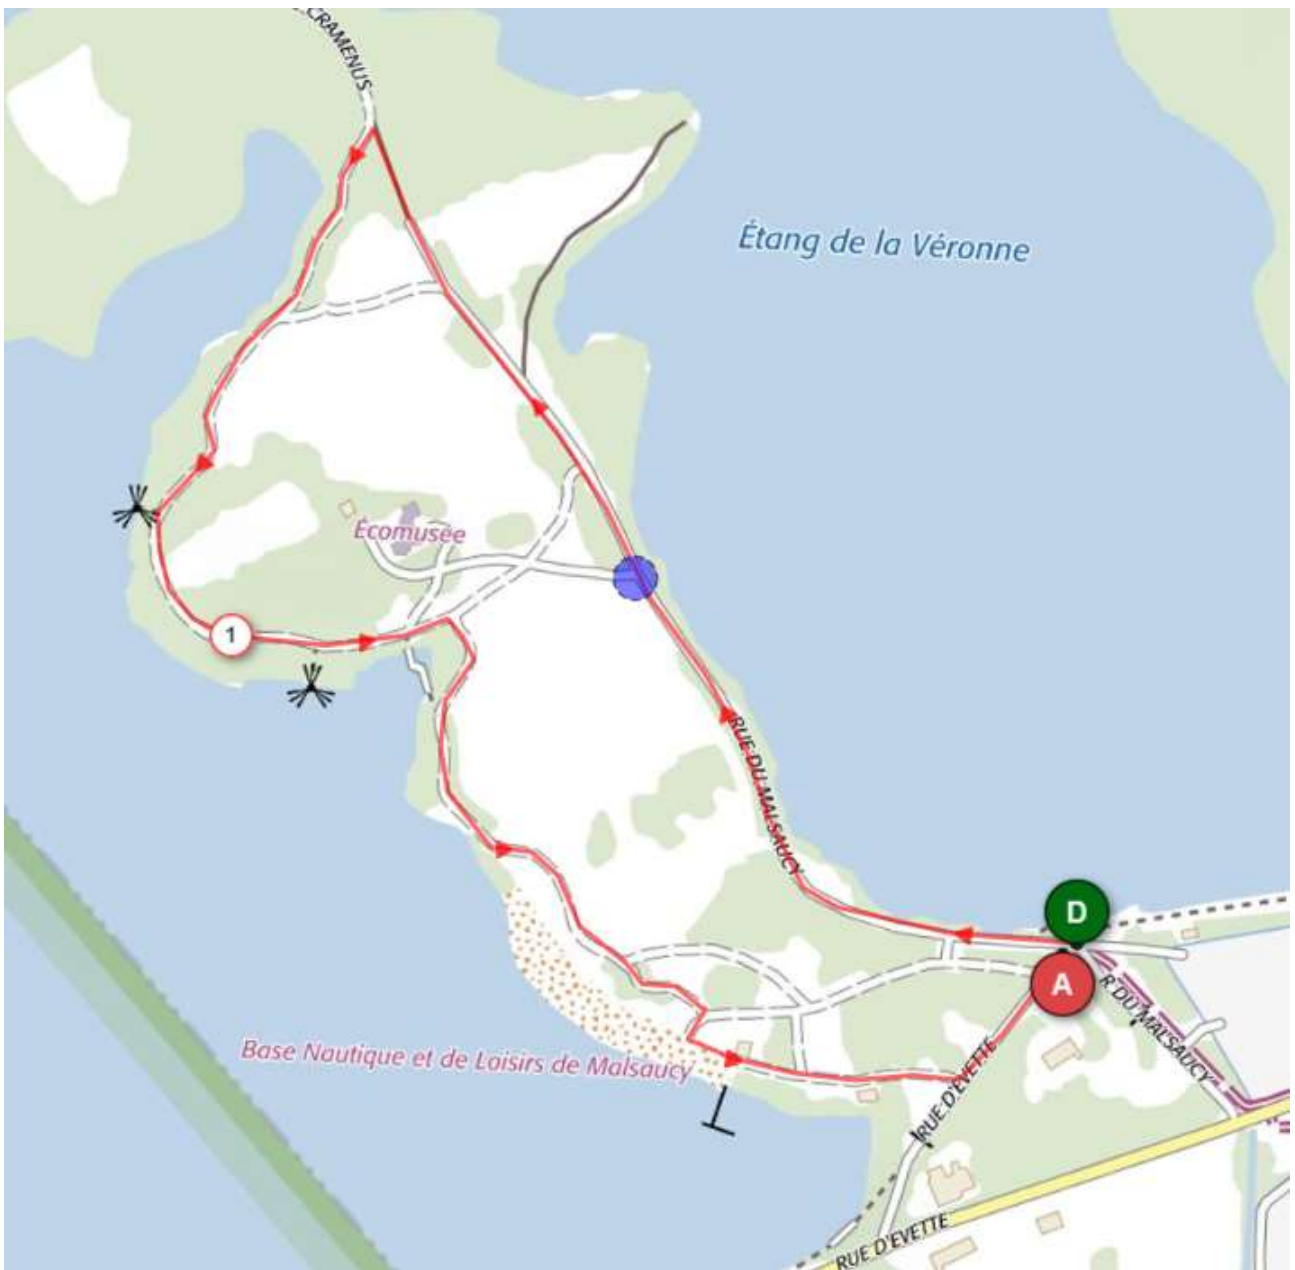 CRAMENUS
Étang de la Véronne
Écomusée
1
RUE DU MALSAUCY
D
A
R DU MALSAUCY
Base Nautique et de Loisirs de Malsaucy
RUE D'EVETTE
RUE D'EVETTE